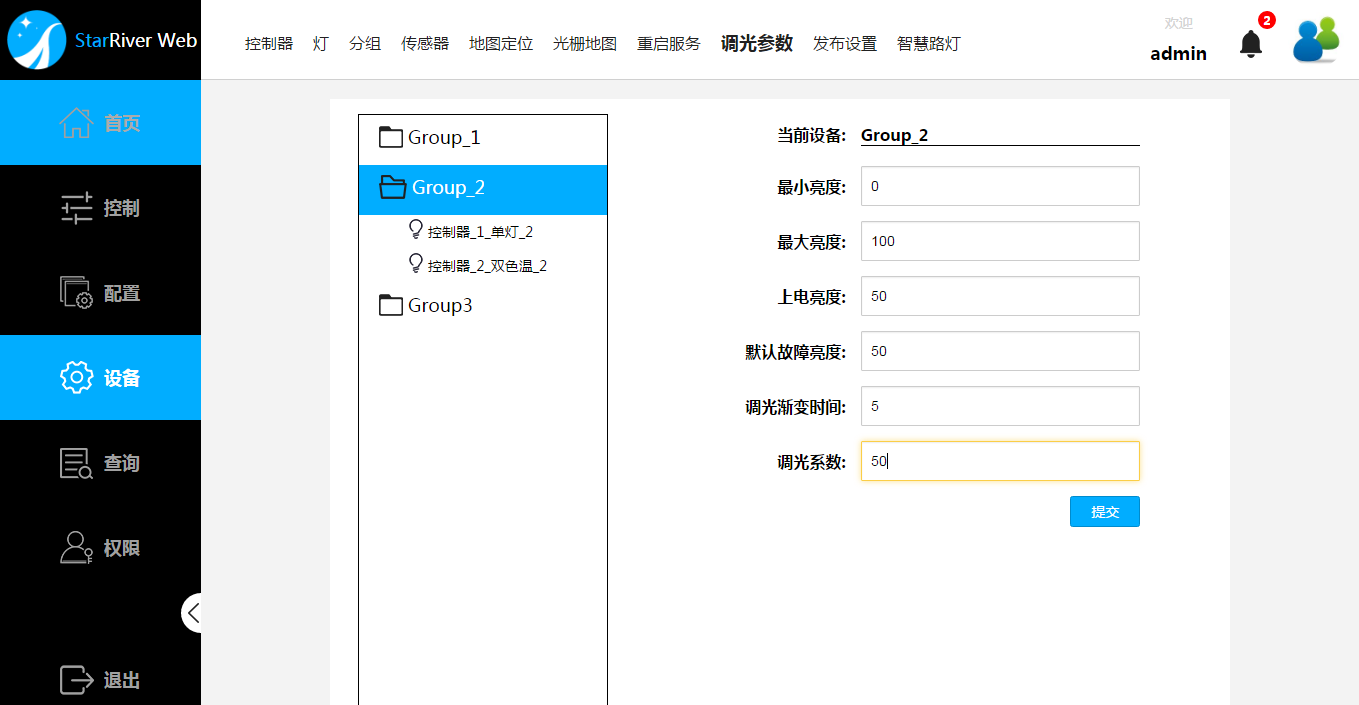 StarRiver Web
控制器 灯 分组 传感器 地图定位 光栅地图 重启服务 调光参数 发布设置 智慧路灯
欢迎
admin
2
首页
控制
配置
设备
查询
权限
退出
Group_1
Group_2
控制器_1_单灯_2
控制器_2_双色温_2
Group3
当前设备: Group_2
最小亮度: 0
最大亮度: 100
上电亮度: 50
默认故障亮度: 50
调光渐变时间: 5
调光系数: 50
提交